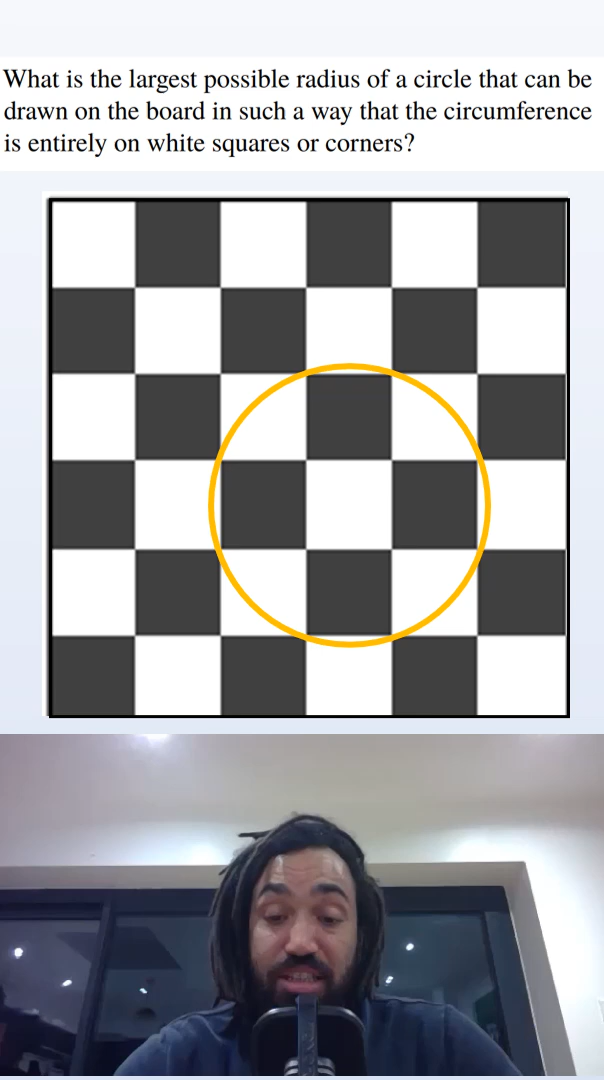 What is the largest possible radius of a circle that can be
drawn on the board in such a way that the circumference
is entirely on white squares or corners?